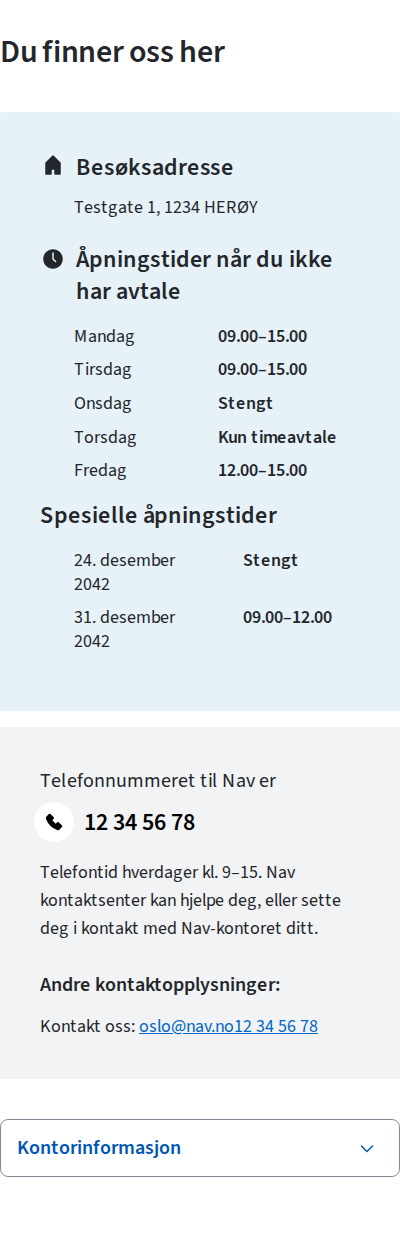 Du finner oss her
Besøksadresse
Testgate 1, 1234 HERØY
Åpningstider når du ikke
har avtale
Mandag 09.00–15.00
Tirsdag 09.00–15.00
Onsdag Stengt
Torsdag Kun timeavtale
Fredag 12.00–15.00
Spesielle åpningstider
24. desember Stengt
2042
31. desember 09.00–12.00
2042
Telefonnummeret til Nav er
12 34 56 78
Telefontid hverdager kl. 9–15. Nav
kontaktsenter kan hjelpe deg, eller sette
deg i kontakt med Nav-kontoret ditt.
Andre kontaktopplysninger:
Kontakt oss: oslo@nav.no12 34 56 78
Kontorinformasjon